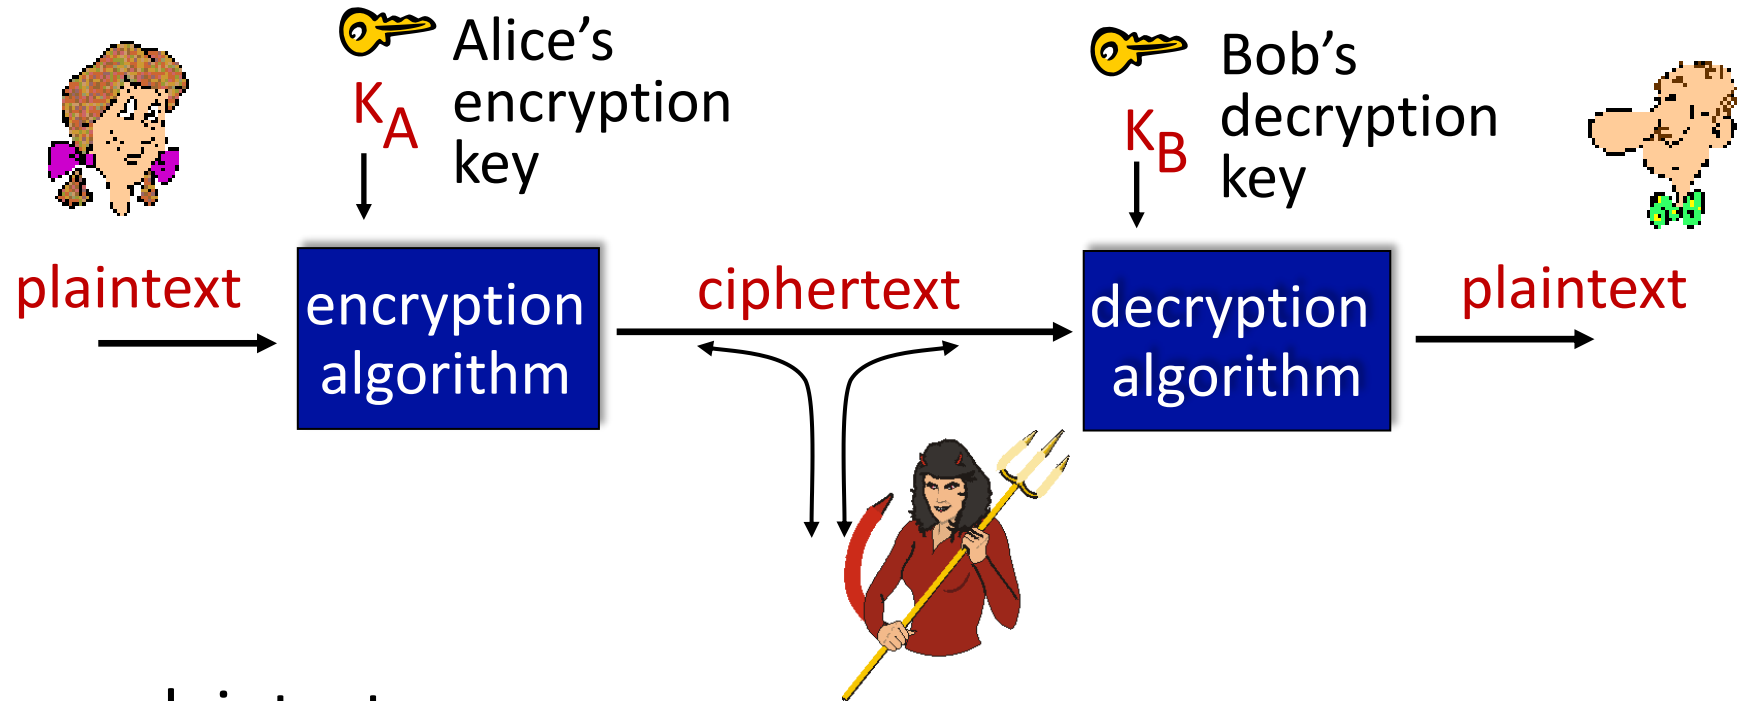 Alice’s
encryption
key
K
A
Bob’s
decryption
key
K
B
plaintext
encryption
algorithm
ciphertext
decryption
algorithm
plaintext